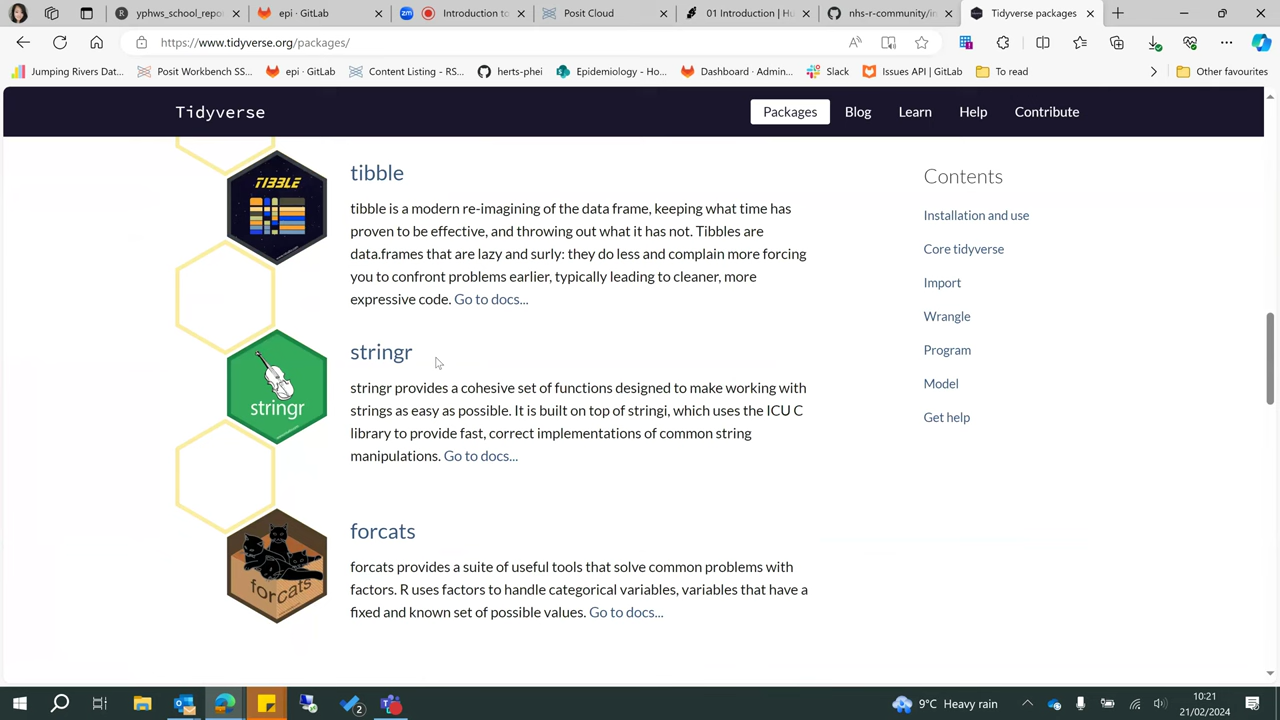 yphws_school_repo
epi · GitLab
Introduction to
Posit Cloud
01 Introduction | Hu
nhs-r-community/in
Tidyverse packages
https://www.tidyverse.org/packages/
Jumping Rivers Dat...
Posit Workbench SS...
epi · GitLab
Content Listing - RS...
herts-phei
Epidemiology - Ho...
Dashboard · Admin...
Slack
Issues API | GitLab
To read
Other favourites
Tidyverse
Packages
Blog
Learn
Help
Contribute
TIBBLE
tibble
tibble is a modern re-imagining of the data frame, keeping what time has
proven to be effective, and throwing out what it has not. Tibbles are
data.frames that are lazy and surly: they do less and complain more forcing
you to confront problems earlier, typically leading to cleaner, more
expressive code. Go to docs...
stringr
stringr
stringr provides a cohesive set of functions designed to make working with
strings as easy as possible. It is built on top of stringi, which uses the ICU C
library to provide fast, correct implementations of common string
manipulations. Go to docs...
forcats
forcats
forcats provides a suite of useful tools that solve common problems with
factors. R uses factors to handle categorical variables, variables that have a
fixed and known set of possible values. Go to docs...
Contents
Installation and use
Core tidyverse
Import
Wrangle
Program
Model
Get help
2
9°C Heavy rain
10:21
21/02/2024